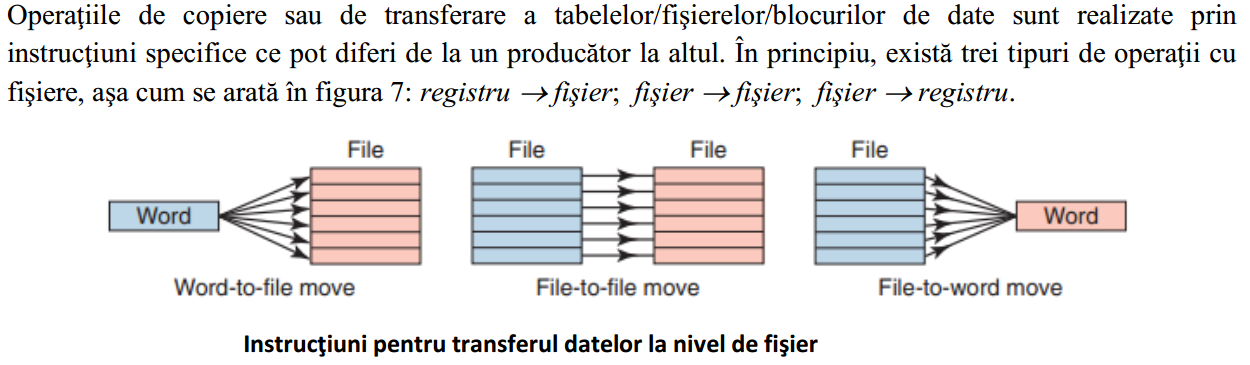 Operaţiile de copiere sau de transferare a tabelelor/fişierelor/blocurilor de date sunt realizate prin
instrucţiuni specifice ce pot diferi de la un producător la altul. În principiu, există trei tipuri de operaţii cu
fişiere, aşa cum se arată în figura 7: registru →fişier; fişier →fişier; fişier →registru.
File File File File
Word Word
Word-to-file move File-to-file move File-to-word move
Instrucţiuni pentru transferul datelor la nivel de fişier